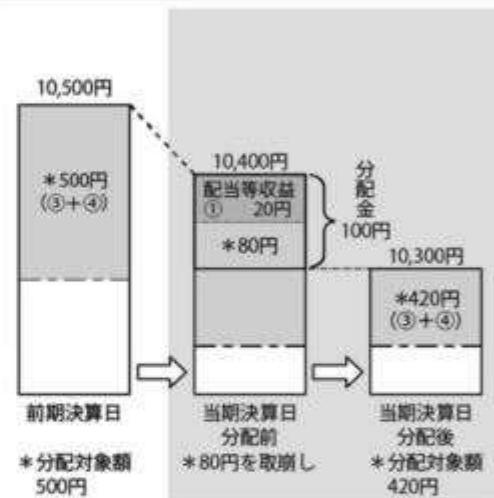 10,500円
*500円
(③+④)
前期決算日
*分配対象額
500円
10,400円
配当等収益
① 20円
*80円
分配金
100円
当期決算日
分配前
*80円を取崩し
10,300円
*420円
(③+④)
当期決算日
分配後
*分配対象額
420円